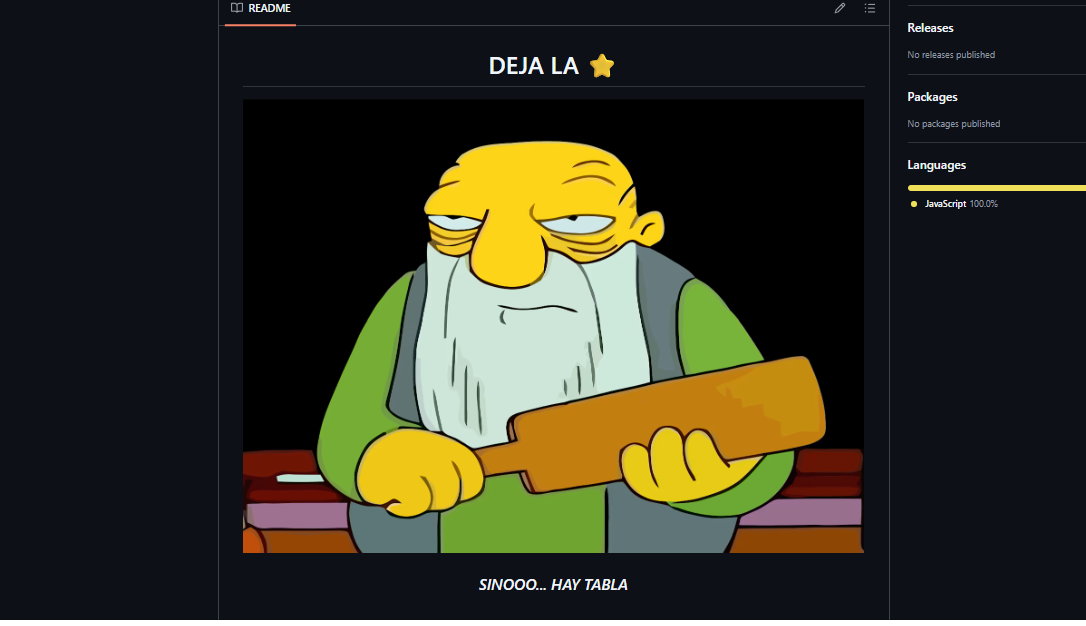 README
DEJA LA ⭐
SINOOO... HAY TABLA
Releases
No releases published
Packages
No packages published
Languages
JavaScript 100.0%